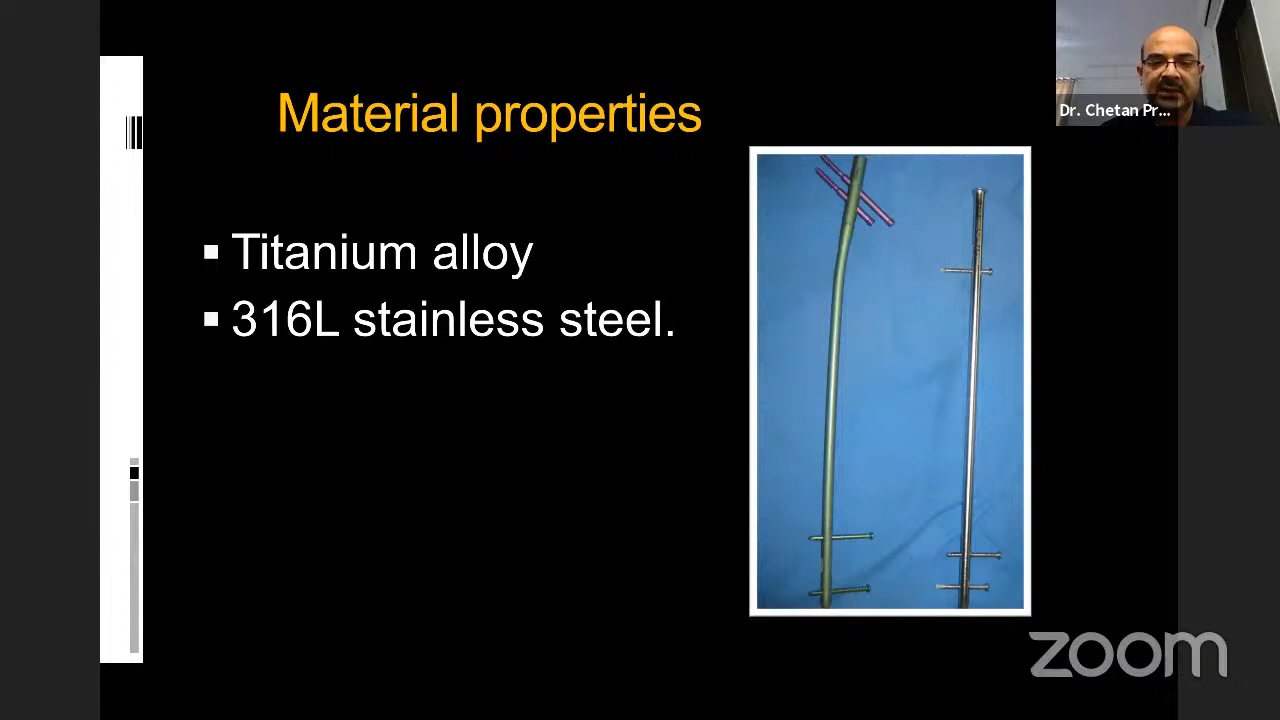 Material properties
Dr. Chetan Pr...
▪ Titanium alloy
▪ 316L stainless steel.
zoom